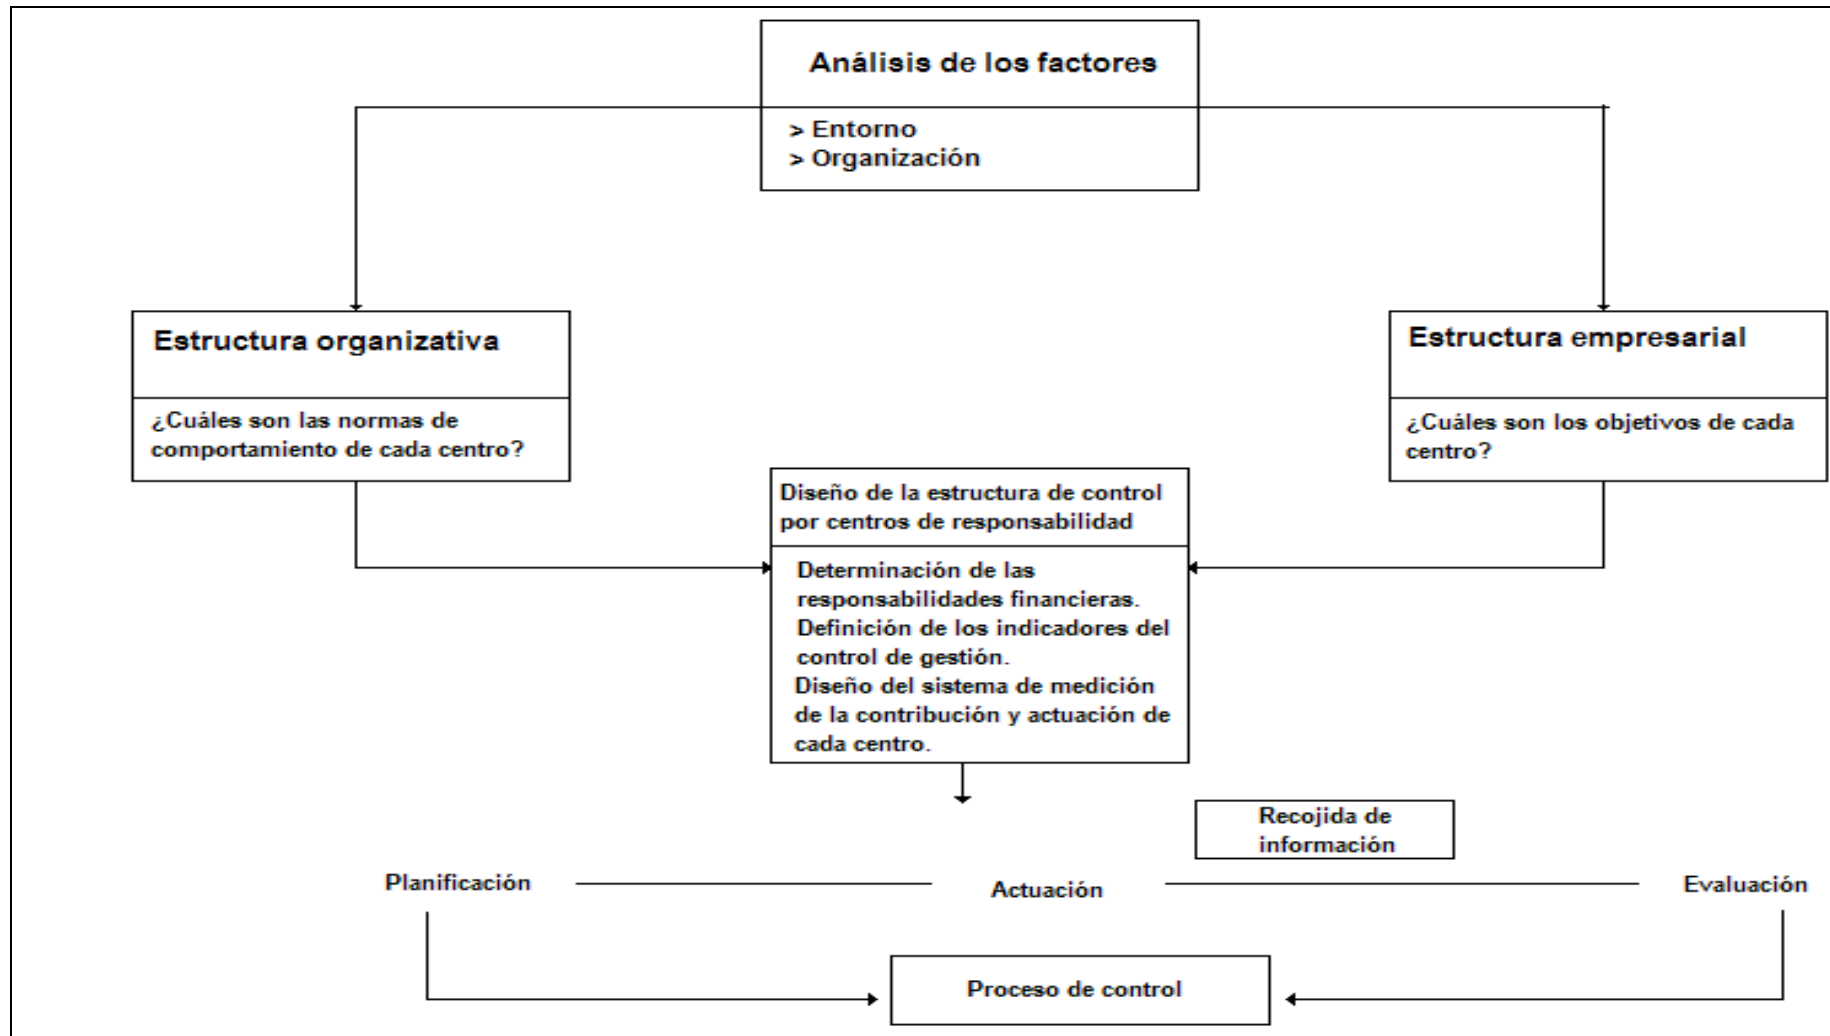 Análisis de los factores
> Entorno
> Organización
Estructura organizativa
¿Cuáles son las normas de
comportamiento de cada centro?
Estructura empresarial
¿Cuáles son los objetivos de cada
centro?
Diseño de la estructura de control
por centros de responsabilidad
Determinación de las
responsabilidades financieras.
Definición de los indicadores del
control de gestión.
Diseño del sistema de medición
de la contribución y actuación de
cada centro.
Recojida de
información
Planificación
Actuación
Evaluación
Proceso de control